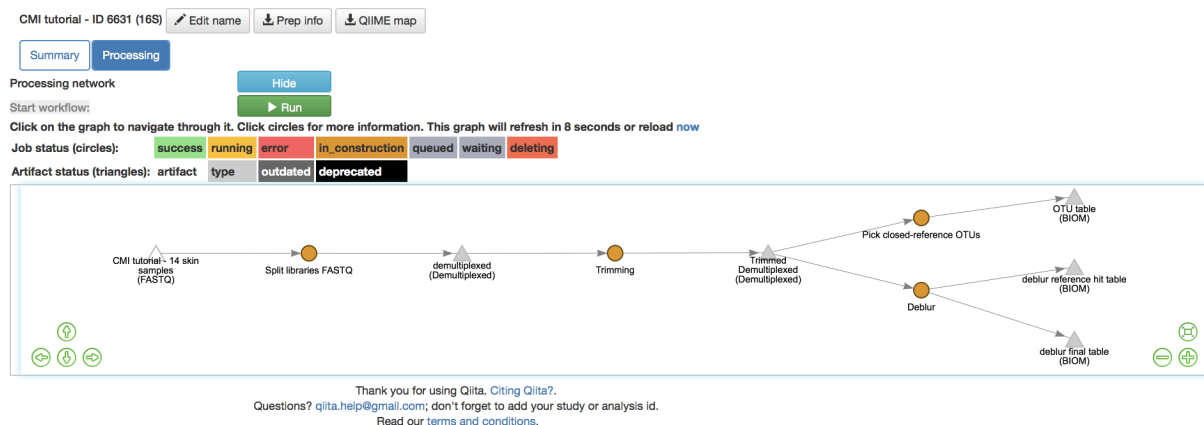 CMI tutorial - ID 6631 (16S) Edit name Prep info QIIME map
Summary Processing
Processing network Hide
Start workflow: Run
Click on the graph to navigate through it. Click circles for more information. This graph will refresh in 8 seconds or reload now
Job status (circles): success running error in_construction queued waiting deleting
Artifact status (triangles): artifact type outdated deprecated
CMI tutorial - 14 skin
samples
(FASTQ)
Split libraries FASTQ
demultiplexed
(Demultiplexed)
Trimming
Trimmed
Demultiplexed
(Demultiplexed)
Pick closed-reference OTUs
Deblur
OTU table
(BIOM)
deblur reference hit table
(BIOM)
deblur final table
(BIOM)
Thank you for using Qiita. Citing Qiita?.
Questions? qiita.help@gmail.com; don't forget to add your study or analysis id.
Read our terms and conditions.